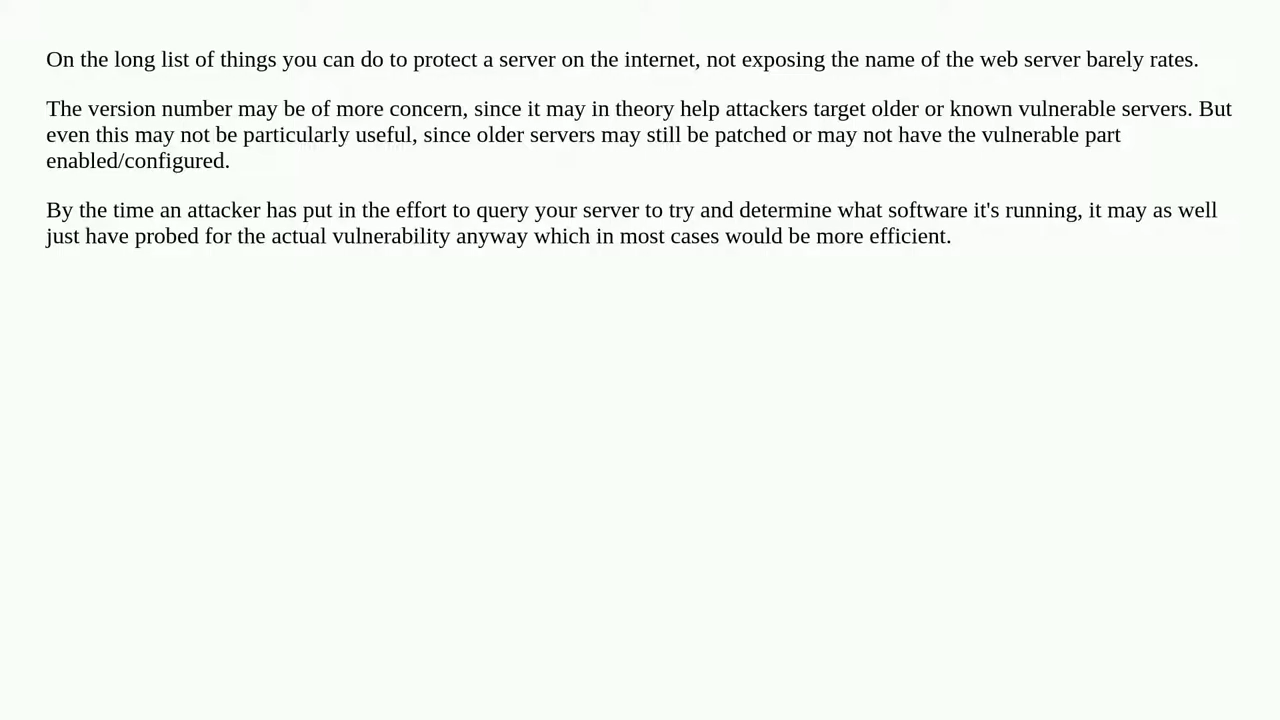 On the long list of things you can do to protect a server on the internet, not exposing the name of the web server barely rates.
The version number may be of more concern, since it may in theory help attackers target older or known vulnerable servers. But
even this may not be particularly useful, since older servers may still be patched or may not have the vulnerable part
enabled/configured.
By the time an attacker has put in the effort to query your server to try and determine what software it's running, it may as well
just have probed for the actual vulnerability anyway which in most cases would be more efficient.